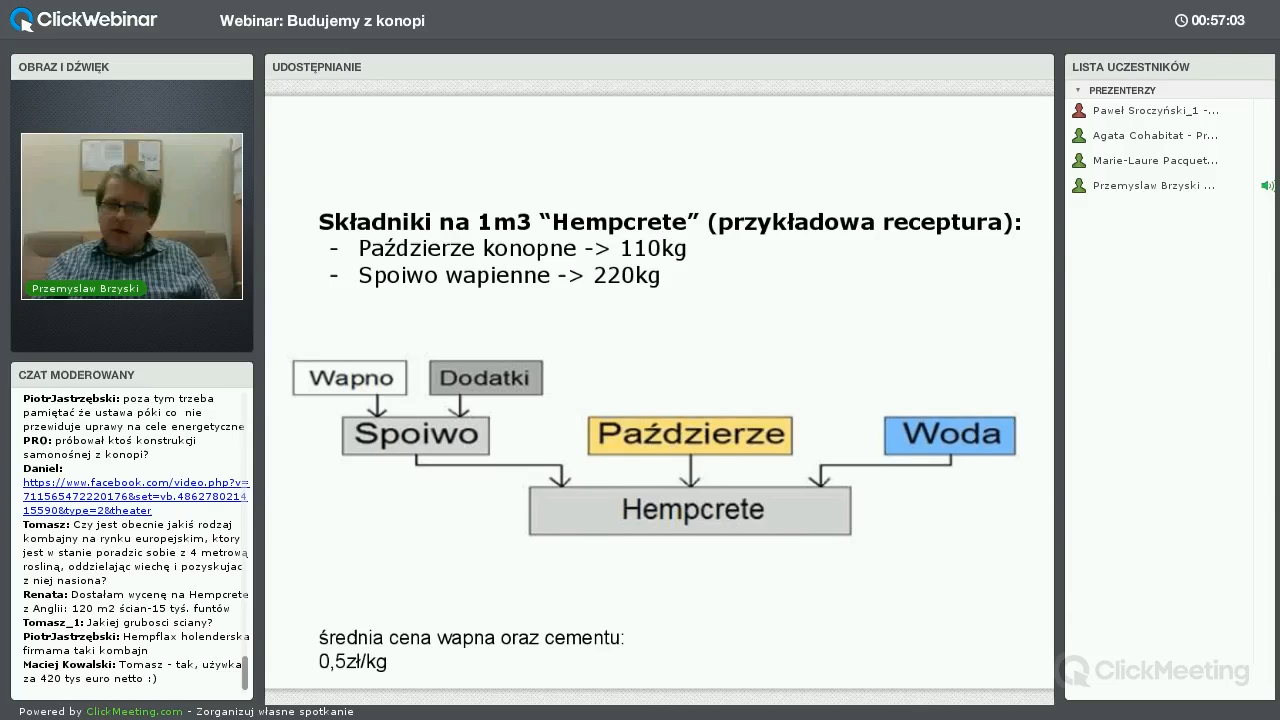 ClickWebinar
Webinar: Budujemy z konopi
00:57:03
OBRAZ I DŹWIĘK
Przemyslaw Brzyski
CZAT MODEROWANY
PiotrJastrzębski: poza tym trzeba
pamiętać że ustawa póki co nie
przewiduje uprawy na cele energetyczne
PRO: próbował ktoś konstrukcji
samonośnej z konopi?
Daniel:
https://www.facebook.com/video.php?v=
711565472220176&set=vb.4862780214
15590&type=2&theater
Tomasz: Czy jest obecnie jakiś rodzaj
kombajny na rynku europejskim, ktory
jest w stanie poradzic sobie z 4 metrową
rosliną, oddzielając wiechę i pozyskujac
z niej nasiona?
Renata: Dostałam wycenę na Hempcrete
z Anglii: 120 m2 ścian-15 tyś. funtów
Tomasz_1: Jakiej grubosci sciany?
PiotrJastrzębski: Hempflax holenderska
firmama taki kombajn
Maciej Kowalski: Tomasz - tak, używka
za 420 tys euro netto :)
UDOSTĘPNIANIE
Składniki na 1m3 “Hempcrete” (przykładowa receptura):
- Paździerze konopne -> 110kg
- Spoiwo wapienne -> 220kg
Wapno
Dodatki
Spoiwo
Paździerze
Woda
Hempcrete
średnia cena wapna oraz cementu:
0,5zł/kg
LISTA UCZESTNIKÓW
PREZENTERZY
Paweł Sroczyński_1 -...
Agata Cohabitat - Pr...
Marie-Laure Pacquet...
Przemyslaw Brzyski ...
ClickMeeting
Powered by ClickMeeting.com - Zorganizuj własne spotkanie